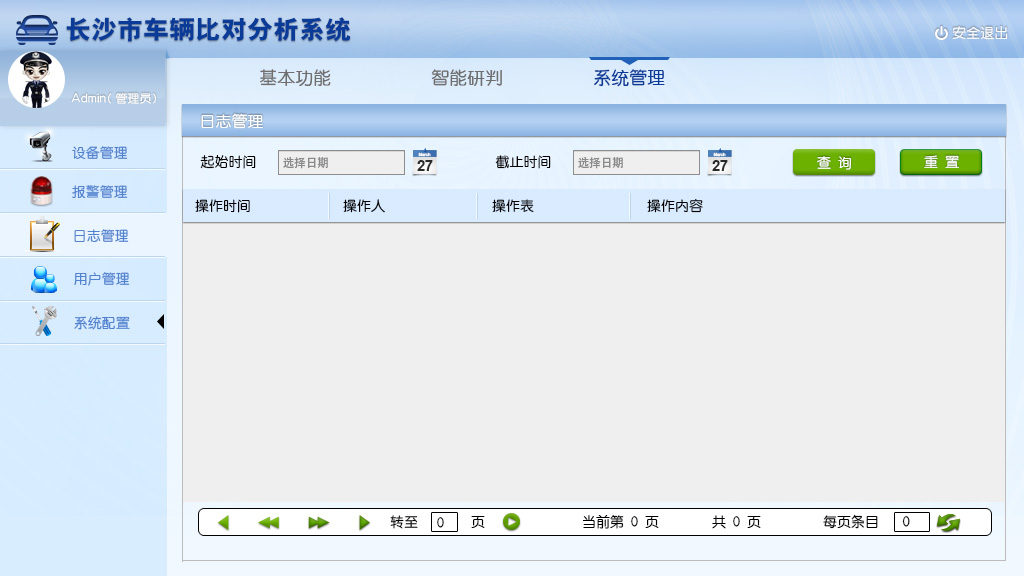 长沙市车辆比对分析系统
安全退出
Admin( 管理员)
基本功能 智能研判 系统管理
日志管理
设备管理
报警管理
日志管理
用户管理
系统配置
起始时间 选择日期 March 27 截止时间 选择日期 March 27 查 询 重 置
操作时间 操作人 操作表 操作内容
转至 0 页 当前第 0 页 共 0 页 每页条目 0